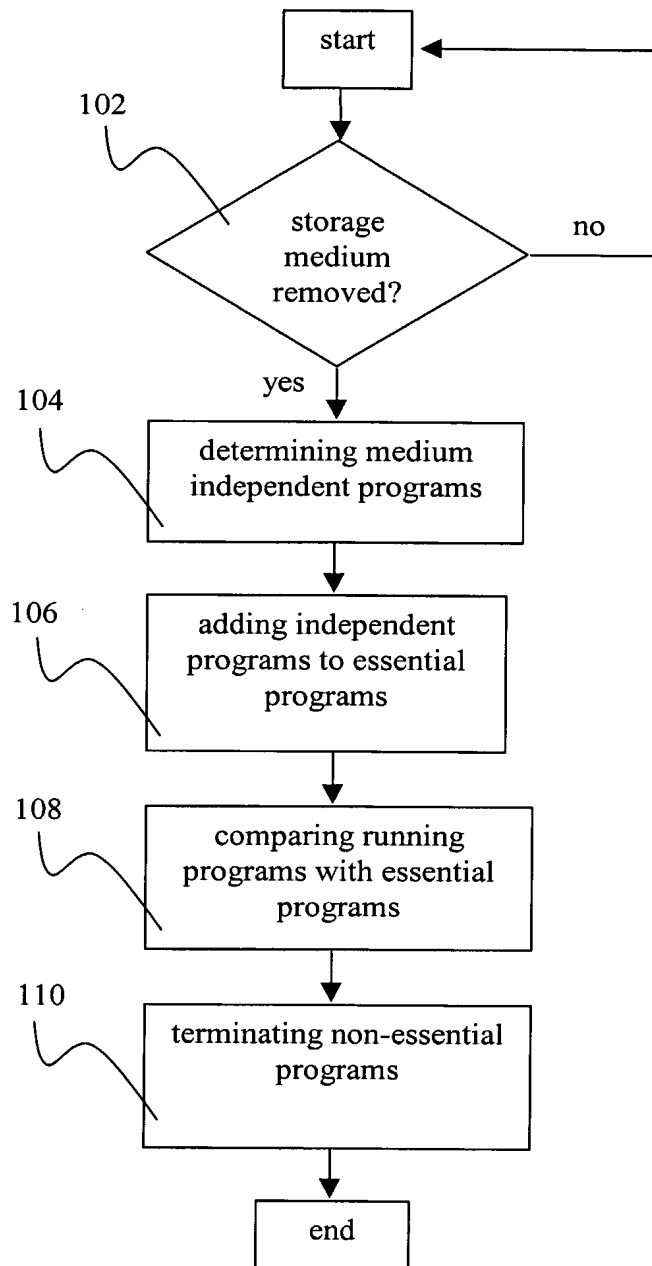 start
102
storage
medium
removed?
no
yes
104
determining medium
independent programs
106
adding independent
programs to essential
programs
108
comparing running
programs with essential
programs
110
terminating non-essential
programs
end